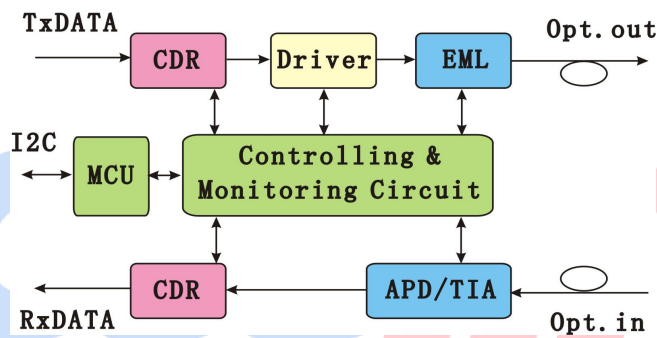 TxDATA
Opt.out
CDR
Driver
EML
I2C
MCU
Controlling &
Monitoring Circuit
CDR
APD/TIA
RxDATA
Opt.in